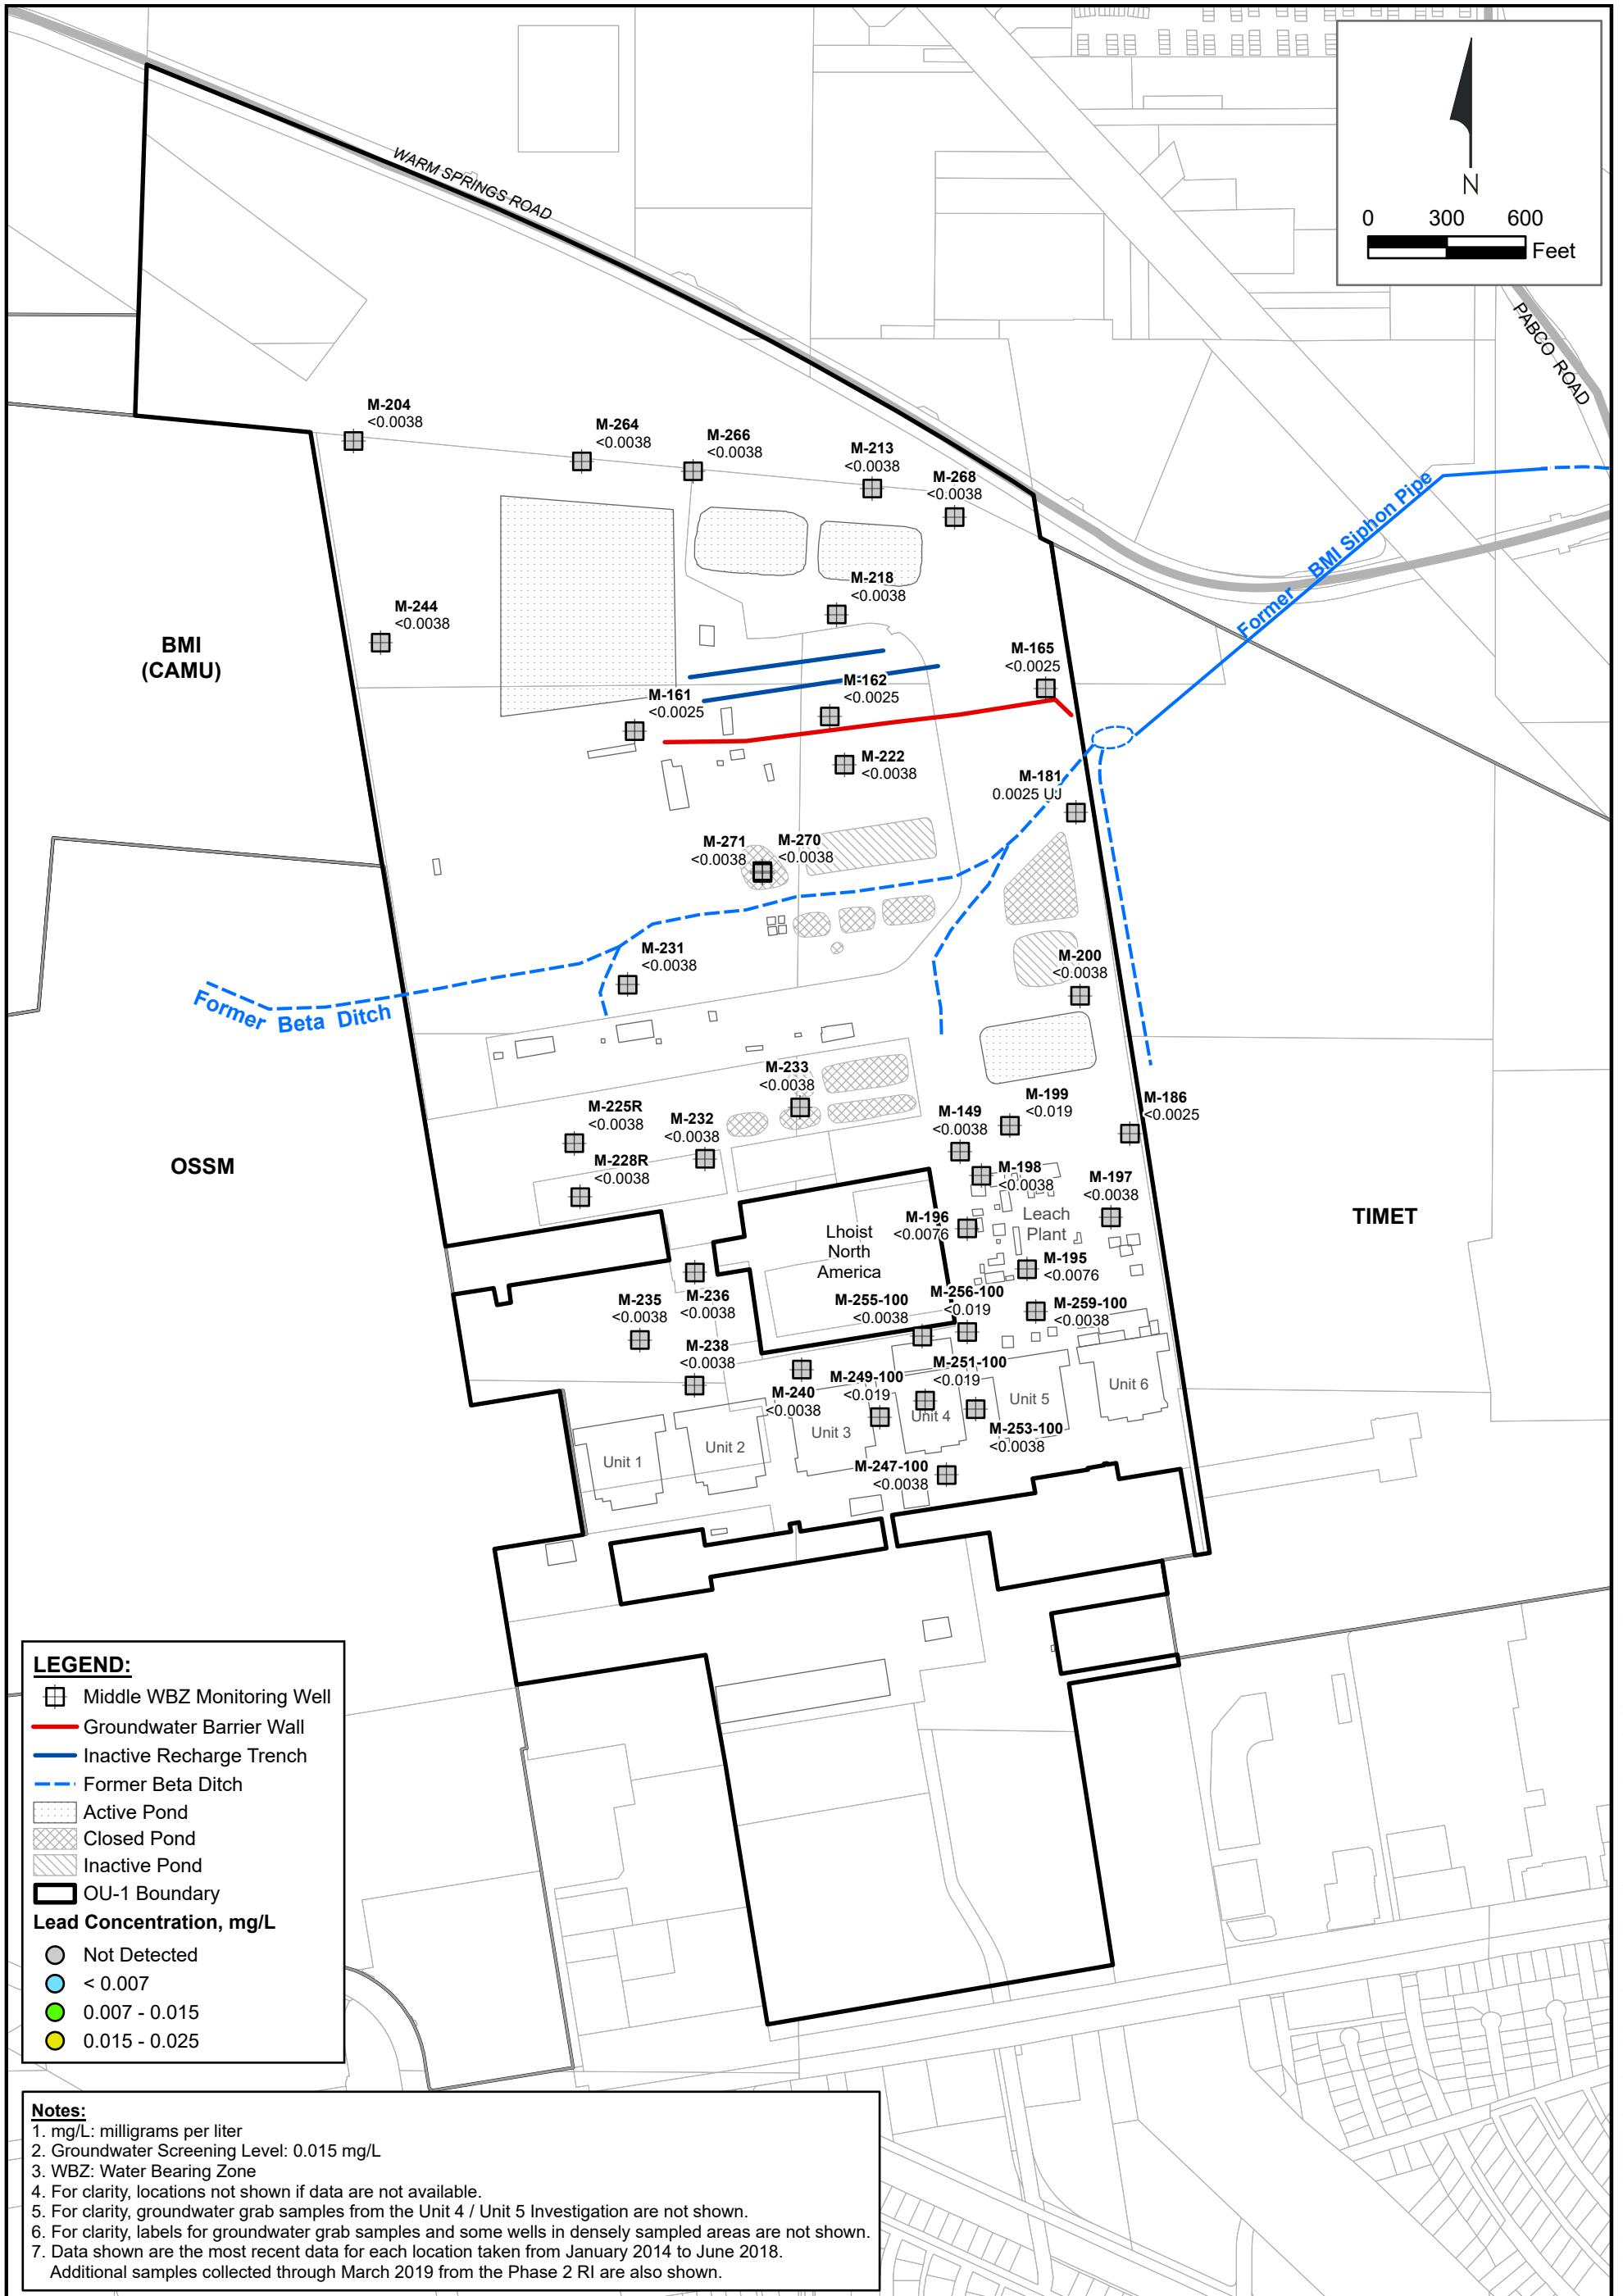 WARM SPRINGS ROAD
N
0 300 600
Feet
PABCO ROAD
M-204
<0.0038
M-264
<0.0038
M-266
<0.0038
M-213
<0.0038
M-268
<0.0038
Former BMI Siphon Pipe
M-218
<0.0038
M-244
<0.0038
BMI
(CAMU)
M-165
<0.0025
M-161
<0.0025
M-162
<0.0025
M-222
<0.0038
M-181
0.0025 UJ
M-271
<0.0038
M-270
<0.0038
M-231
<0.0038
M-200
<0.0038
Former Beta Ditch
M-233
<0.0038
M-199
<0.019
M-186
<0.0025
M-225R
<0.0038
M-232
<0.0038
M-149
<0.0038
OSSM
M-228R
<0.0038
M-198
<0.0038
M-197
<0.0038
TIMET
M-196
<0.0076
Leach
Plant
Lhoist
North
America
M-195
<0.0076
M-236
<0.0038
M-235
<0.0038
M-255-100
<0.0038
M-256-100
<0.019
M-259-100
<0.0038
M-238
<0.0038
M-240
<0.0038
M-249-100
<0.019
M-251-100
<0.019
M-253-100
<0.0038
Unit 1
Unit 2
Unit 3
Unit 4
Unit 5
Unit 6
M-247-100
<0.0038
LEGEND:
Middle WBZ Monitoring Well
Groundwater Barrier Wall
Inactive Recharge Trench
Former Beta Ditch
Active Pond
Closed Pond
Inactive Pond
OU-1 Boundary
Lead Concentration, mg/L
Not Detected
< 0.007
0.007 - 0.015
0.015 - 0.025
Notes:
1. mg/L: milligrams per liter
2. Groundwater Screening Level: 0.015 mg/L
3. WBZ: Water Bearing Zone
4. For clarity, locations not shown if data are not available.
5. For clarity, groundwater grab samples from the Unit 4 / Unit 5 Investigation are not shown.
6. For clarity, labels for groundwater grab samples and some wells in densely sampled areas are not shown.
7. Data shown are the most recent data for each location taken from January 2014 to June 2018.
Additional samples collected through March 2019 from the Phase 2 RI are also shown.